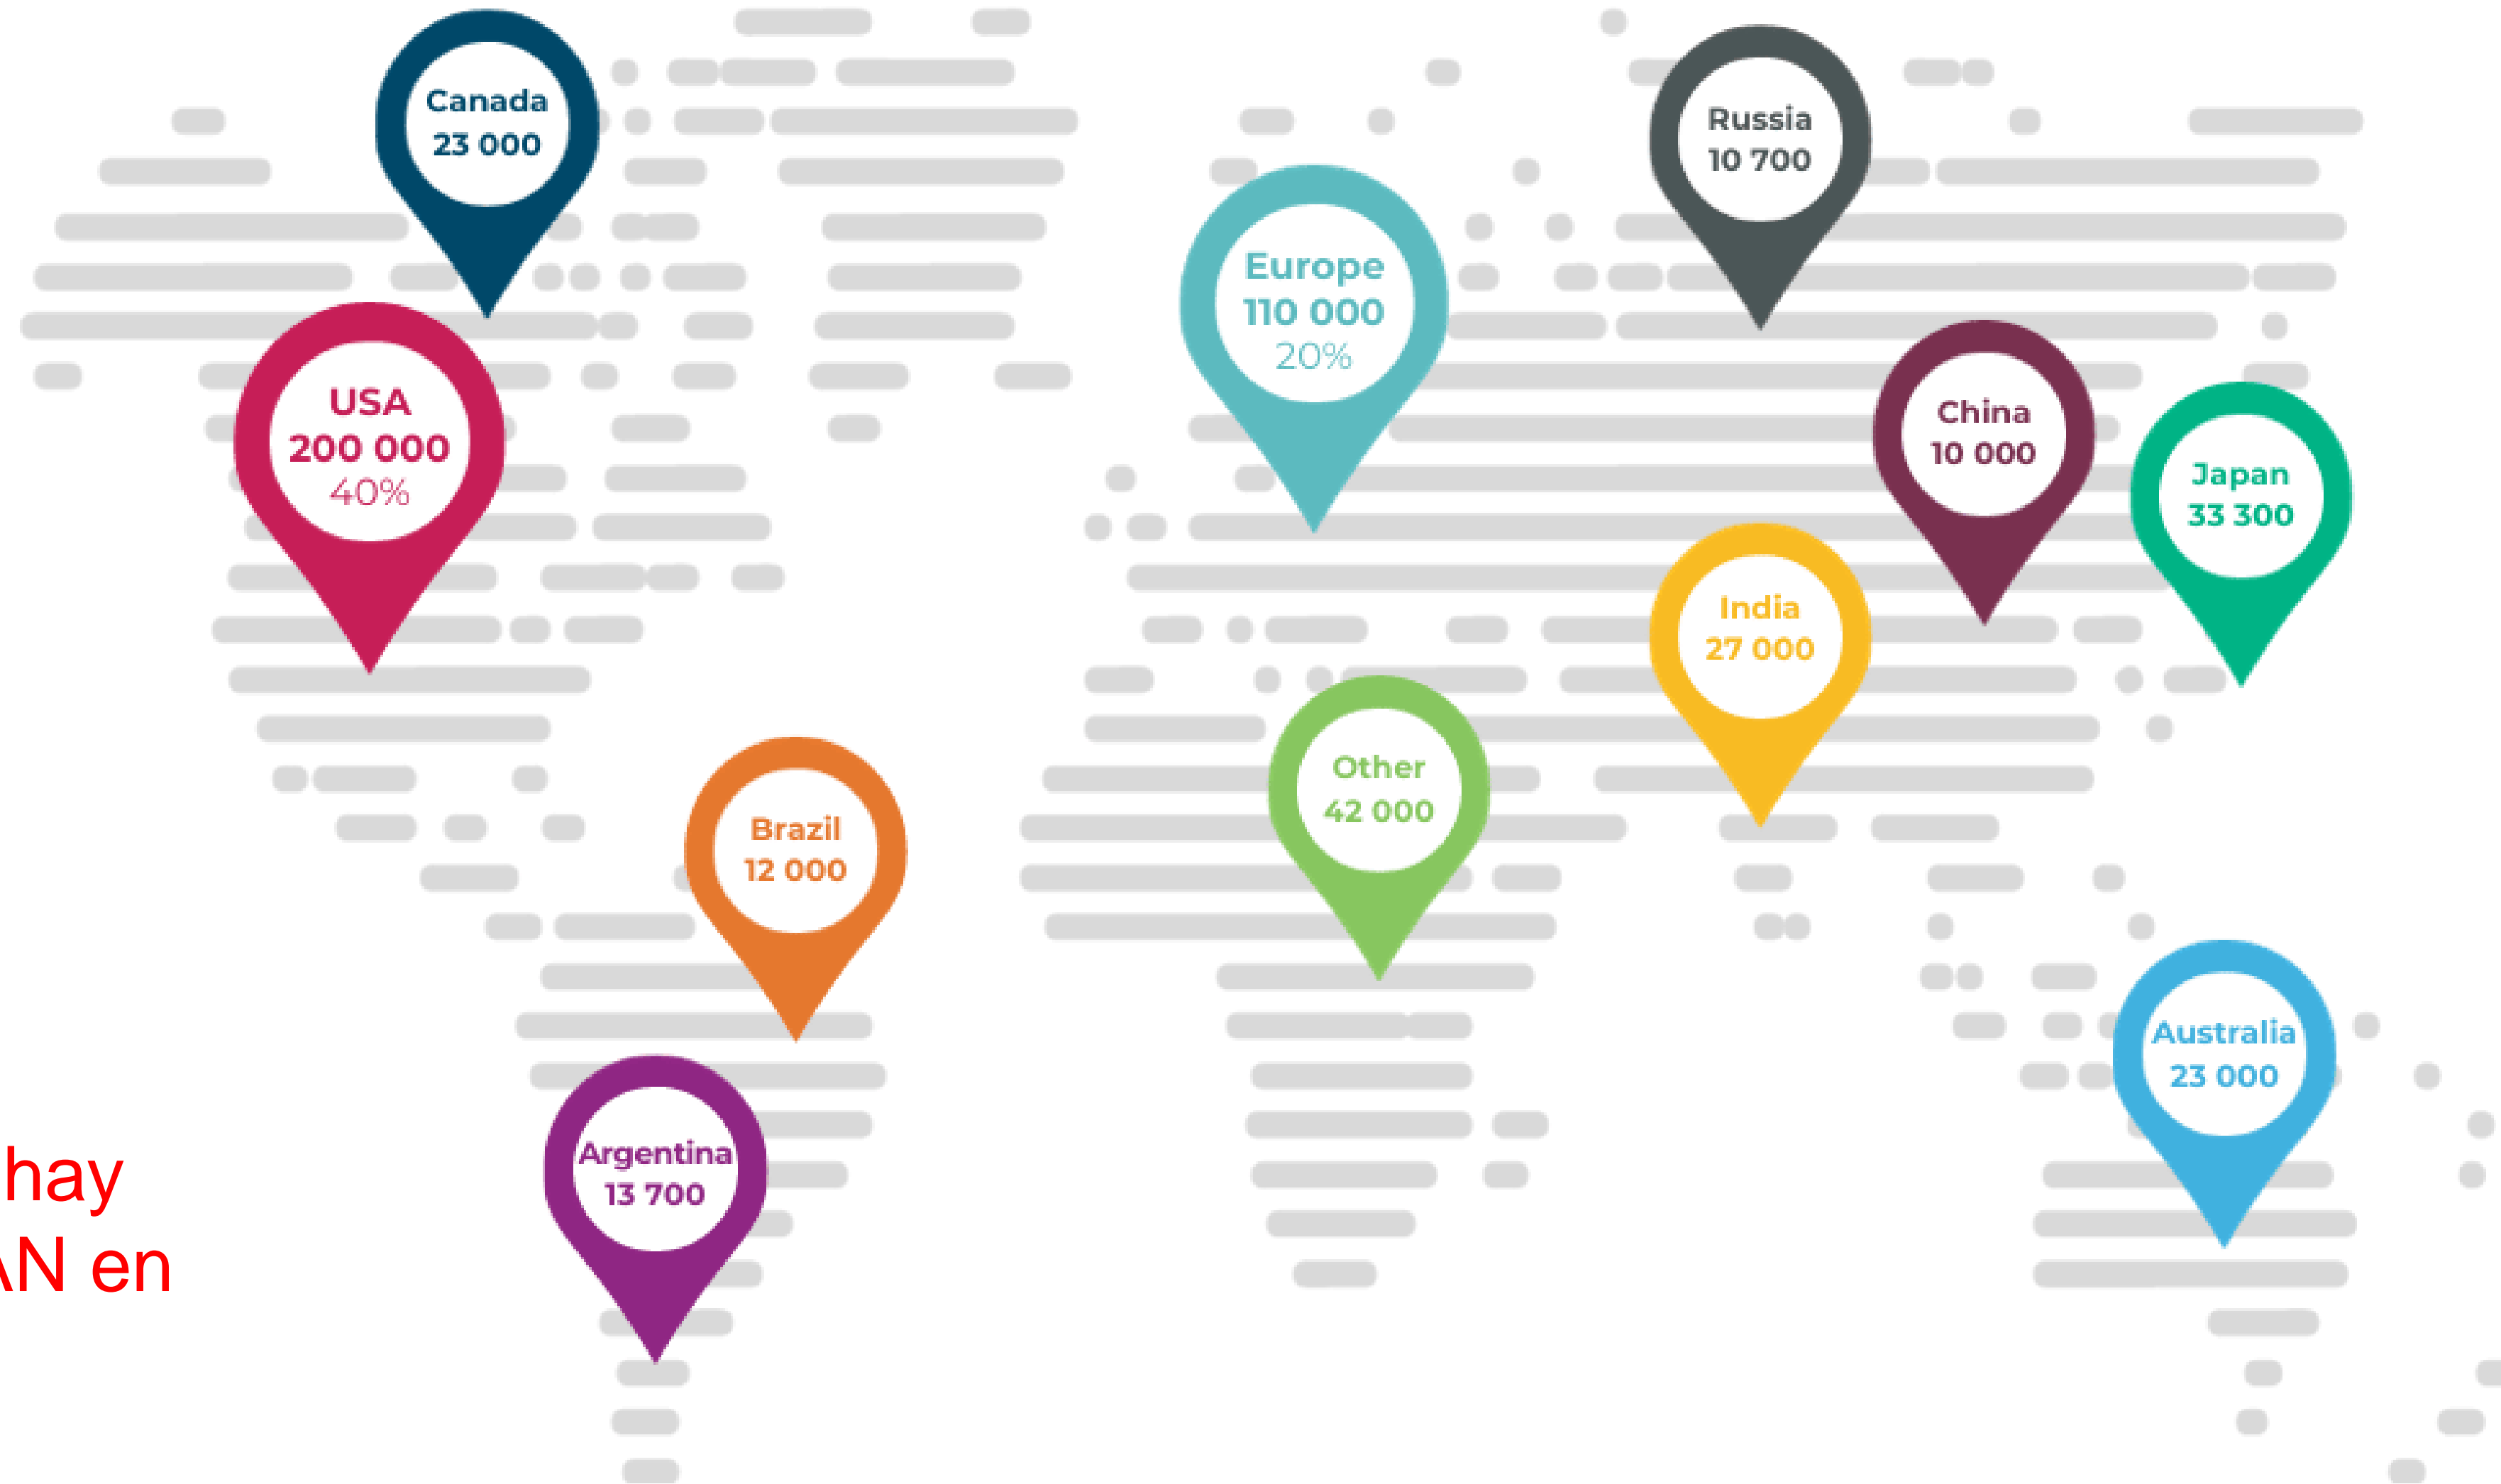 Canada
23 000
Russia
10 700
Europe
110 000
20%
USA
200 000
40%
China
10 000
Japan
33 300
India
27 000
Other
42 000
Brazil
12 000
Australia
23 000
Argentina
13 700
hay
AN en